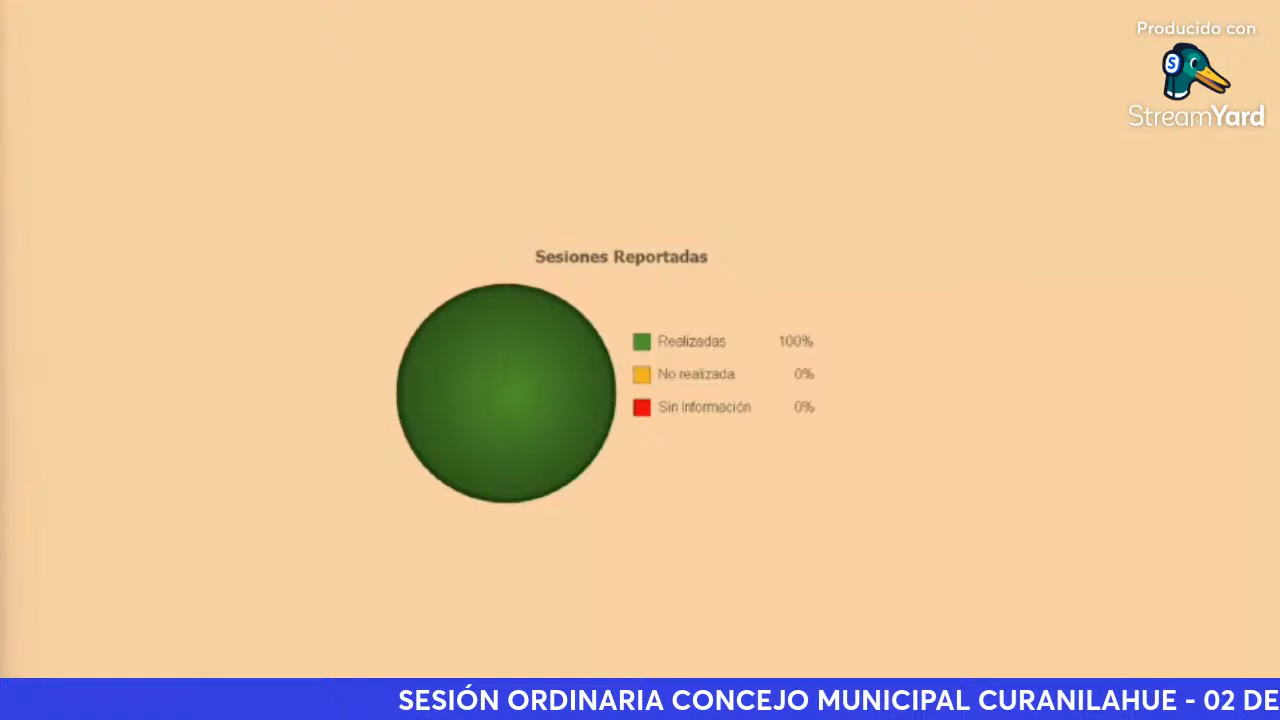 Producido con
S
StreamYard
Sesiones Reportadas
Realizadas 100%
No realizada 0%
Sin Información 0%
SESIÓN ORDINARIA CONCEJO MUNICIPAL CURANILAHUE - 02 DE